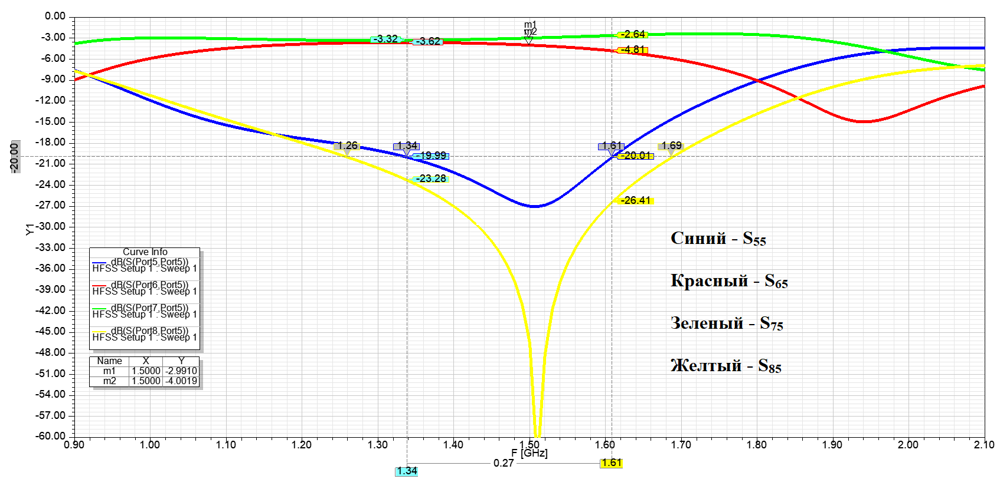 0.00
-3.00
-6.00
-9.00
-12.00
-15.00
-18.00
-21.00
-24.00
-27.00
-30.00
-33.00
-36.00
-39.00
-42.00
-45.00
-48.00
-51.00
-54.00
-57.00
-60.00
Y1
-20.00
m1
m2
-3.32
-3.62
-2.64
-4.81
1.26
1.34
1.61
1.69
-19.99
-20.01
-23.28
-26.41
Синий - S55
Красный - S65
Зеленый - S75
Желтый - S85
Curve Info
dB(S(Port5,Port5))
HFSS Setup 1 : Sweep 1
dB(S(Port6,Port5))
HFSS Setup 1 : Sweep 1
dB(S(Port7,Port5))
HFSS Setup 1 : Sweep 1
dB(S(Port8,Port5))
HFSS Setup 1 : Sweep 1
Name X Y
m1 1.5000 -2.9910
m2 1.5000 -4.0019
0.90 1.00 1.10 1.20 1.30 1.40 1.50 1.60 1.70 1.80 1.90 2.00 2.10
F [GHz]
0.27
1.34
1.61